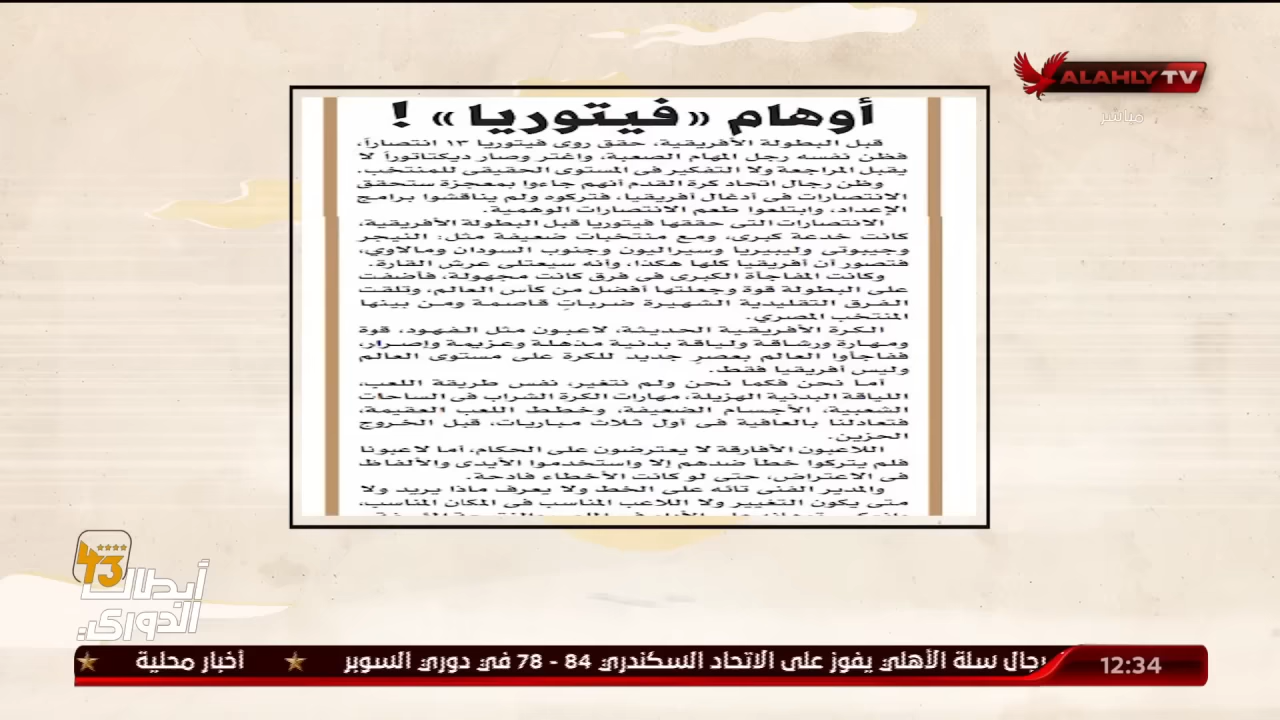 ALAHLY TV
مباشر
أوهام «فيتوريا» !
قبل البطولة الأفريقية، حقق روى فيتوريا ١٣ انتصاراً،
فظن نفسه رجل المهام الصعبة، واغتر وصار ديكتاتوراً لا
يقبل المراجعة ولا التفكير فى المستوى الحقيقى للمنتخب.
وظن رجال اتحاد كرة القدم أنهم جاءوا بمعجزة ستحقق
الانتصارات فى أدغال أفريقيا، فتركوه ولم يناقشوا برامج
الإعداد، وابتلعوا طعم الانتصارات الوهمية.
الانتصارات التى حققها فيتوريا قبل البطولة الأفريقية،
كانت خدعة كبرى، ومع منتخبات ضعيفة مثل: النيجر
وجيبوتى وليبيريا وسيراليون وجنوب السودان ومالاوي،
فتصور أن أفريقيا كلها هكذا، وأنه سيعتلى عرش القارة.
وكانت المفاجأة الكبرى فى فرق كانت مجهولة، فأضفت
على البطولة قوة وجعلتها أفضل من كأس العالم، وتلقت
الفرق التقليدية الشهيرة ضرباتٍ قاصمة ومن بينها
المنتخب المصري.
الكرة الأفريقية الحديثة، لاعبون مثل الفهود، قوة
ومهارة ورشاقة ولياقة بدنية مذهلة وعزيمة وإصرار،
ففاجأوا العالم بعصرٍ جديد للكرة على مستوى العالم
وليس أفريقيا فقط.
أما نحن فكما نحن ولم نتغير، نفس طريقة اللعب،
اللياقة البدنية الهزيلة، مهارات الكرة الشراب فى الساحات
الشعبية، الأجسام الضعيفة، وخطط اللعب العقيمة،
فتعادلنا بالعافية فى أول ثلاث مباريات، قبل الخروج
الحزين.
اللاعبون الأفارقة لا يعترضون على الحكام، أما لاعبونا
فلم يتركوا خطأ ضدهم إلا واستخدموا الأيدى والألفاظ
فى الاعتراض، حتى لو كانت الأخطاء فادحة.
والمدير الفنى تائه على الخط ولا يعرف ماذا يريد ولا
متى يكون التغيير ولا اللاعب المناسب فى المكان المناسب،
43
أبطال
الدوري
رجال سلة الأهلي يفوز على الاتحاد السكندري 84 - 78 في دوري السوبر
أخبار محلية
12:34